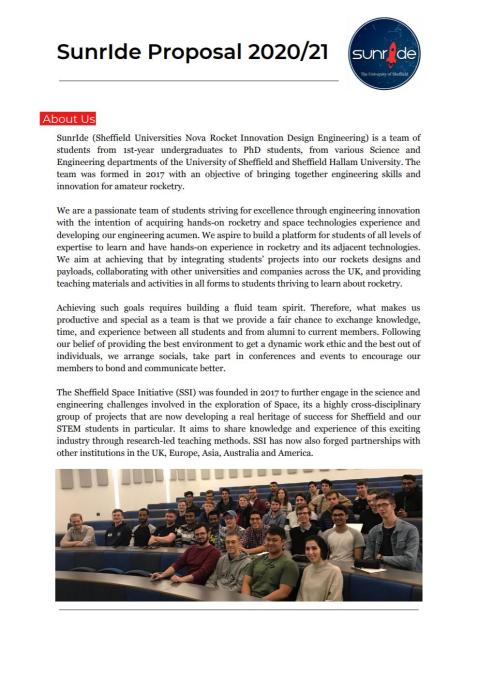 SunrIde Proposal 2020/21
sunride
The University of Sheffield
About Us
SunrIde (Sheffield Universities Nova Rocket Innovation Design Engineering) is a team of
students from 1st-year undergraduates to PhD students, from various Science and
Engineering departments of the University of Sheffield and Sheffield Hallam University. The
team was formed in 2017 with an objective of bringing together engineering skills and
innovation for amateur rocketry.
We are a passionate team of students striving for excellence through engineering innovation
with the intention of acquiring hands-on rocketry and space technologies experience and
developing our engineering acumen. We aspire to build a platform for students of all levels of
expertise to learn and have hands-on experience in rocketry and its adjacent technologies.
We aim at achieving that by integrating students' projects into our rockets designs and
payloads, collaborating with other universities and companies across the UK, and providing
teaching materials and activities in all forms to students thriving to learn about rocketry.
Achieving such goals requires building a fluid team spirit. Therefore, what makes us
productive and special as a team is that we provide a fair chance to exchange knowledge,
time, and experience between all students and from alumni to current members. Following
our belief of providing the best environment to get a dynamic work ethic and the best out of
individuals, we arrange socials, take part in conferences and events to encourage our
members to bond and communicate better.
The Sheffield Space Initiative (SSI) was founded in 2017 to further engage in the science and
engineering challenges involved in the exploration of Space, its a highly cross-disciplinary
group of projects that are now developing a real heritage of success for Sheffield and our
STEM students in particular. It aims to share knowledge and experience of this exciting
industry through research-led teaching methods. SSI has now also forged partnerships with
other institutions in the UK, Europe, Asia, Australia and America.